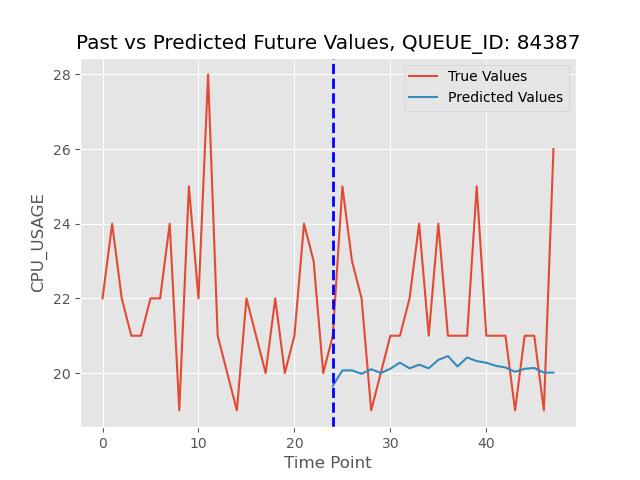 Past vs Predicted Future Values, QUEUE_ID: 84387
True Values
Predicted Values
28
26
24
22
20
CPU_USAGE
0 10 20 30 40
Time Point